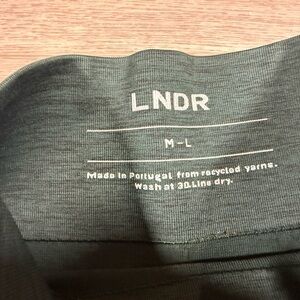 LNDR
M-L
Made in Portugal from recycled yarns.
Wash at 30.Line dry.